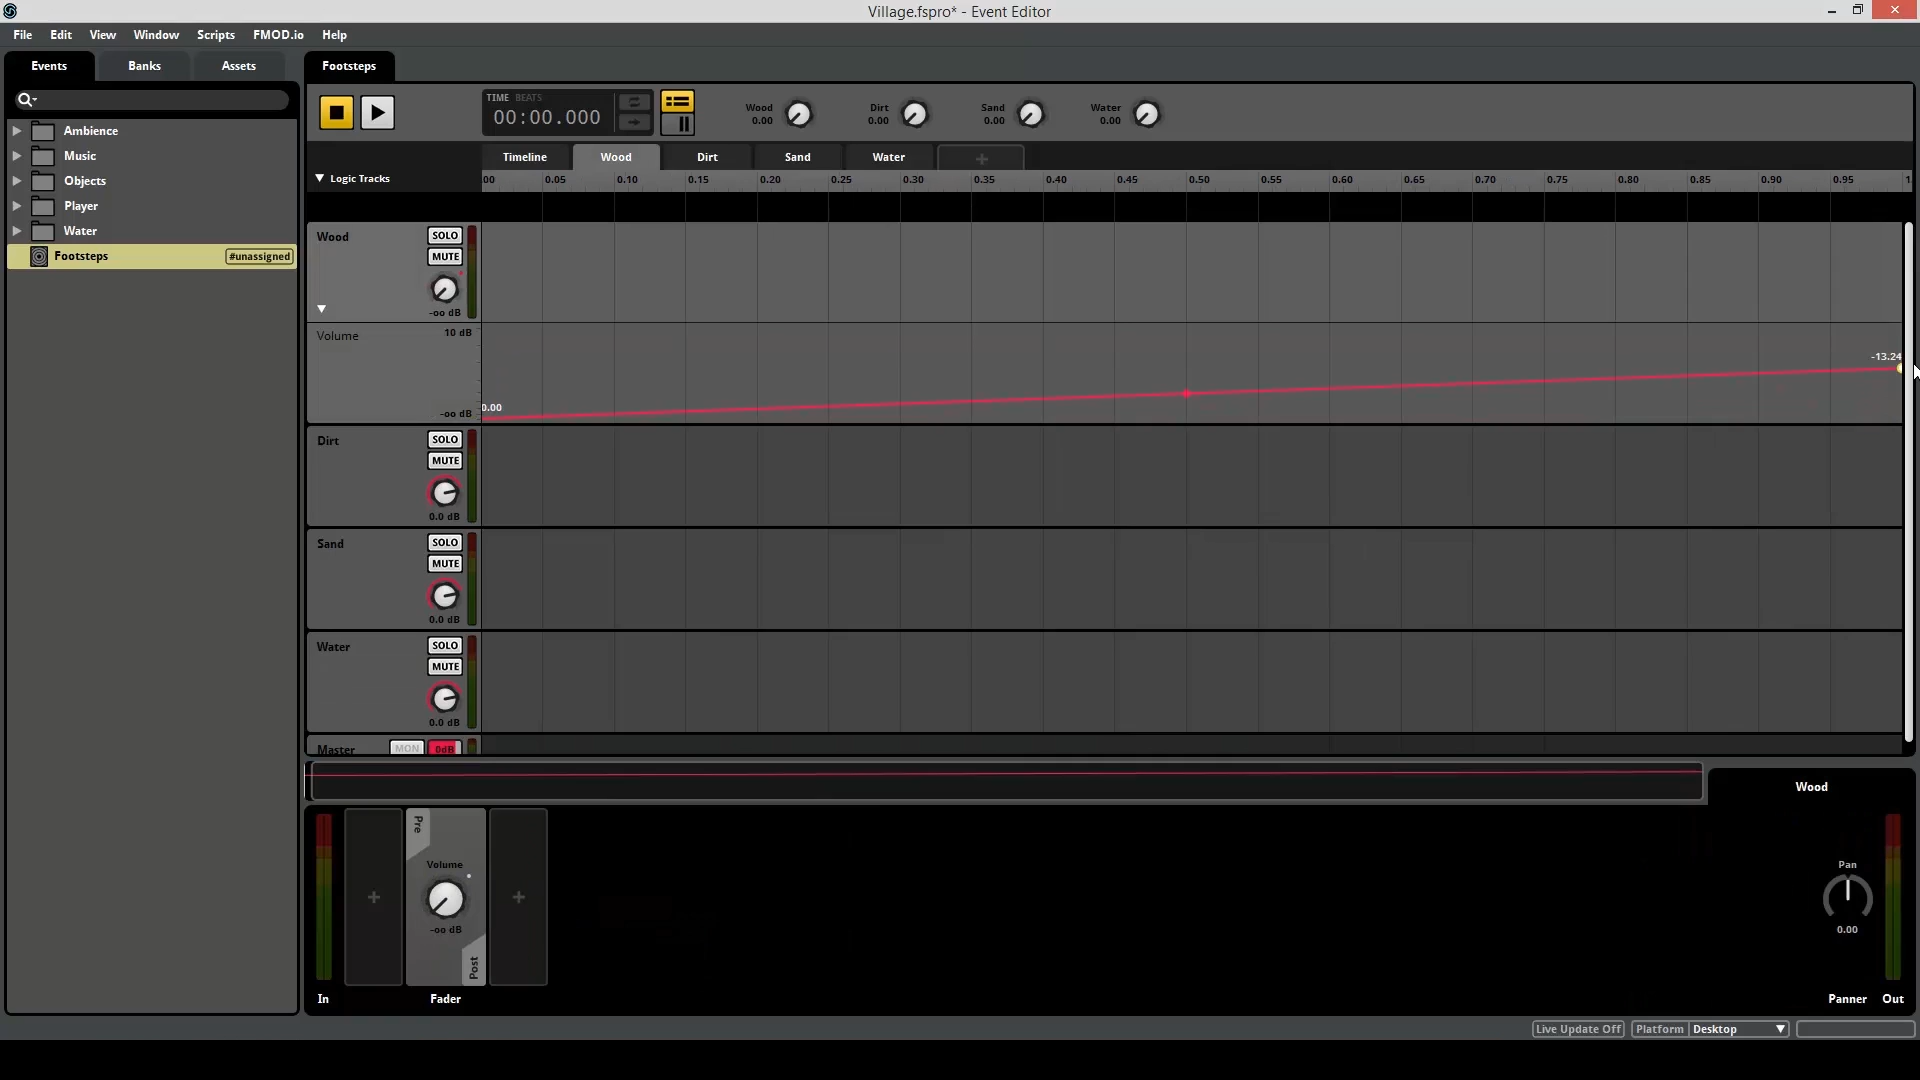 Village.fspro* - Event Editor
File Edit View Window Scripts FMOD.io Help
Events Banks Assets
Footsteps
TIME BEATS
00:00.000
Wood
0.00
Dirt
0.00
Sand
0.00
Water
0.00
Ambience
Music
Objects
Player
Water
Footsteps #unassigned
Timeline Wood Dirt Sand Water +
Logic Tracks
00 0.05 0.10 0.15 0.20 0.25 0.30 0.35 0.40 0.45 0.50 0.55 0.60 0.65 0.70 0.75 0.80 0.85 0.90 0.95 1.
Wood SOLO
MUTE
-oo dB
Volume 10 dB
-13.24
0.00
-oo dB
Dirt SOLO
MUTE
0.0 dB
Sand SOLO
MUTE
0.0 dB
Water SOLO
MUTE
0.0 dB
Master MON 0dB
Wood
Pre
Volume
-oo dB
Post
Pan
0.00
In Fader Panner Out
Live Update Off Platform Desktop